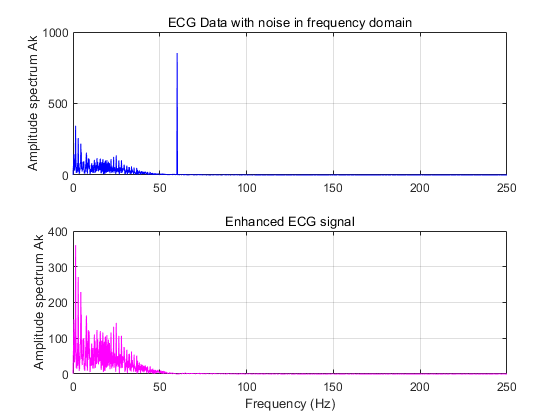 ECG Data with noise in frequency domain
Amplitude spectrum Ak
1000
500
0
0 50 100 150 200 250
Enhanced ECG signal
Amplitude spectrum Ak
400
300
200
100
0
0 50 100 150 200 250
Frequency (Hz)